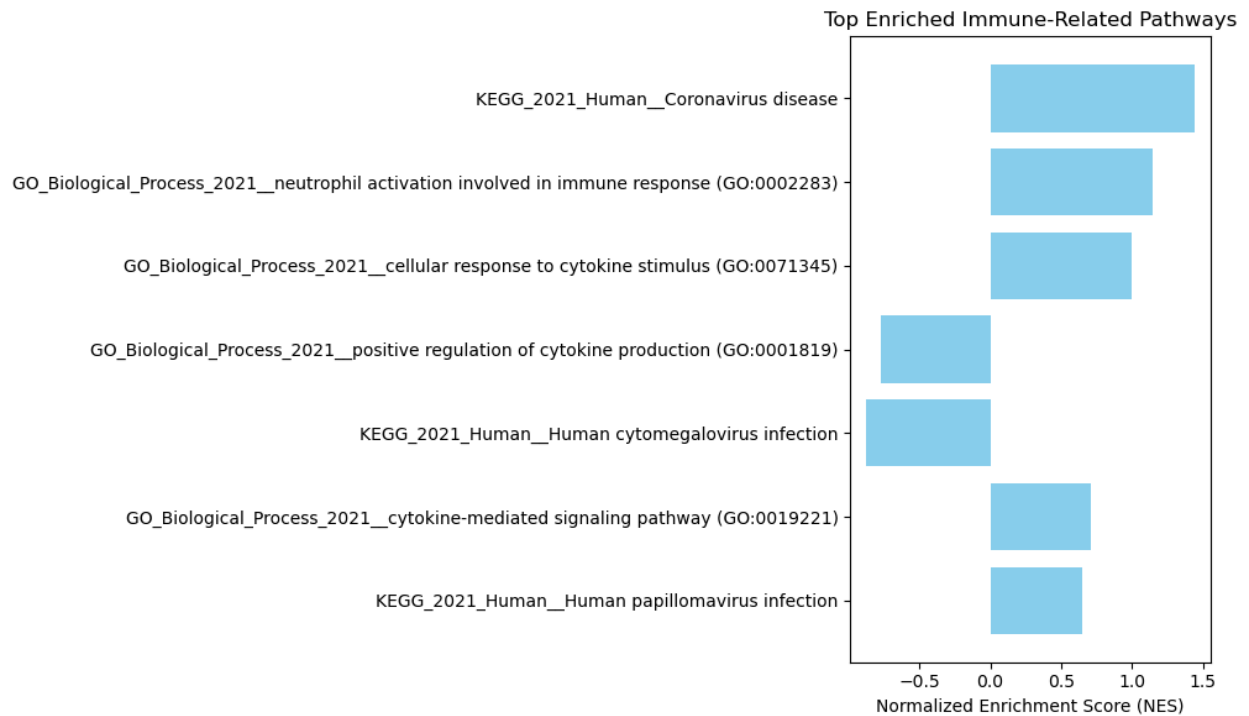 Top Enriched Immune-Related Pathways
KEGG_2021_Human__Coronavirus disease
GO_Biological_Process_2021__neutrophil activation involved in immune response (GO:0002283)
GO_Biological_Process_2021__cellular response to cytokine stimulus (GO:0071345)
GO_Biological_Process_2021__positive regulation of cytokine production (GO:0001819)
KEGG_2021_Human__Human cytomegalovirus infection
GO_Biological_Process_2021__cytokine-mediated signaling pathway (GO:0019221)
KEGG_2021_Human__Human papillomavirus infection
−0.5 0.0 0.5 1.0 1.5
Normalized Enrichment Score (NES)